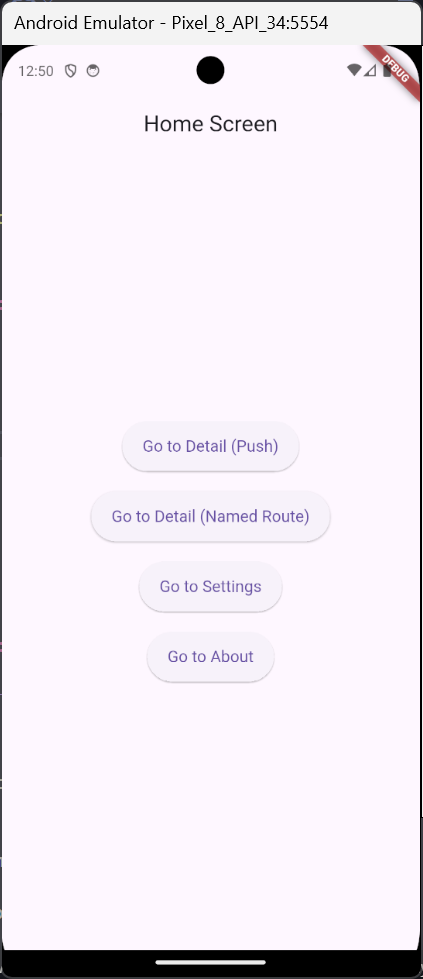 Android Emulator - Pixel_8_API_34:5554
12:50
DEBUG
Home Screen
Go to Detail (Push)
Go to Detail (Named Route)
Go to Settings
Go to About